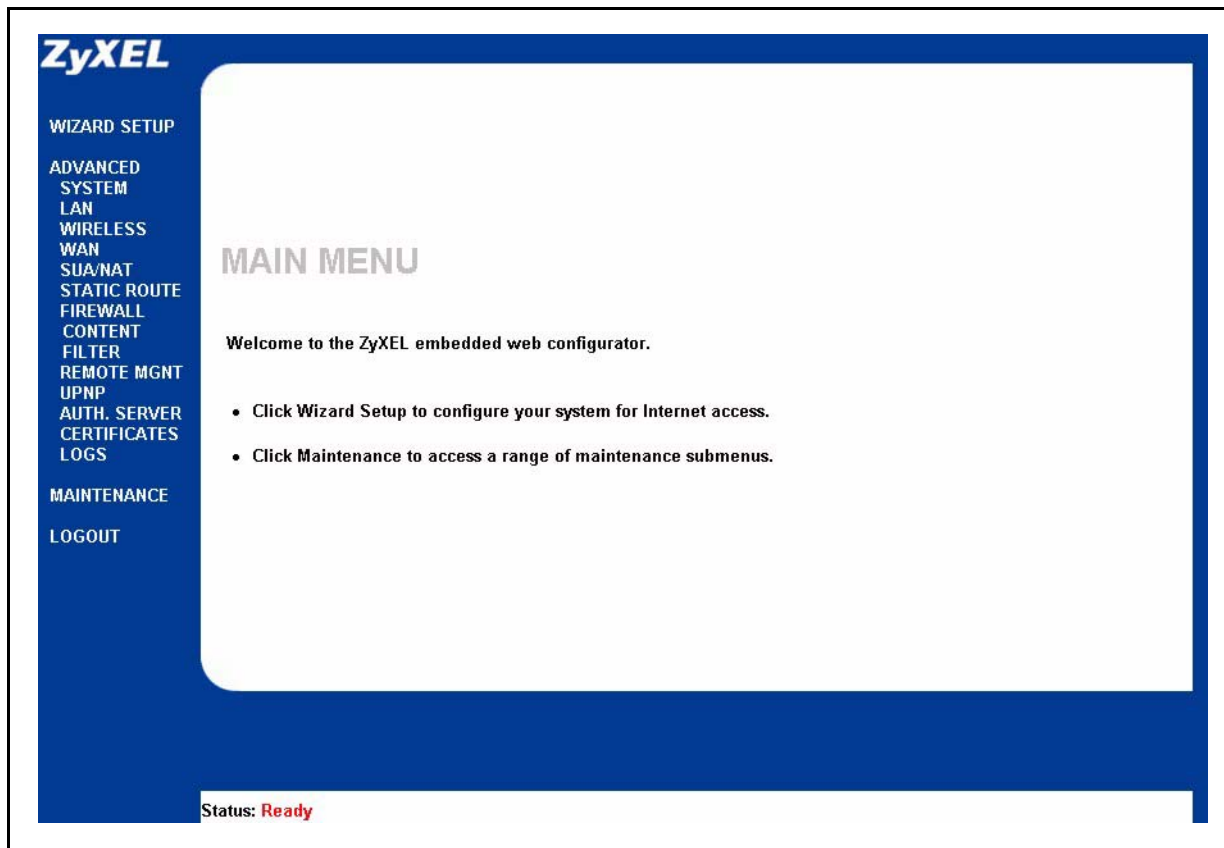 ZyXEL
WIZARD SETUP
ADVANCED
SYSTEM
LAN
WIRELESS
WAN
SUA/NAT
STATIC ROUTE
FIREWALL
CONTENT
FILTER
REMOTE MGNT
UPNP
AUTH. SERVER
CERTIFICATES
LOGS
MAINTENANCE
LOGOUT
MAIN MENU
Welcome to the ZyXEL embedded web configurator.
• Click Wizard Setup to configure your system for Internet access.
• Click Maintenance to access a range of maintenance submenus.
Status: Ready